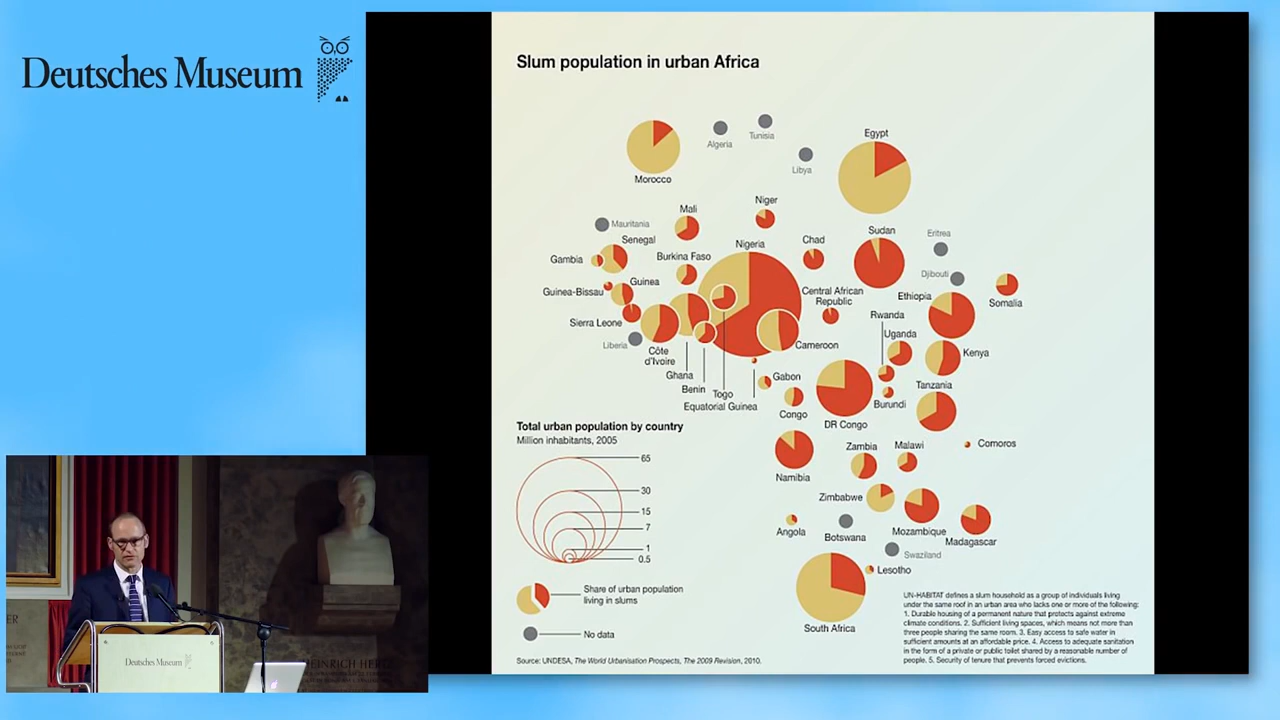 Deutsches Museum
Slum population in urban Africa
Morocco
Algeria
Tunisia
Libya
Egypt
Mauritania
Mali
Niger
Senegal
Gambia
Burkina Faso
Nigeria
Chad
Sudan
Eritrea
Djibouti
Guinea-Bissau
Guinea
Central African
Republic
Ethiopia
Somalia
Sierra Leone
Rwanda
Liberia
Uganda
Côte
d'Ivoire
Cameroon
Kenya
Ghana
Benin
Togo
Equatorial Guinea
Gabon
Congo
DR Congo
Burundi
Tanzania
Total urban population by country
Million inhabitants, 2005
65
30
15
7
1
0.5
Namibia
Zambia
Malawi
Comoros
Zimbabwe
Angola
Botswana
Mozambique
Madagascar
Swaziland
Lesotho
South Africa
Share of urban population
living in slums
No data
UN-HABITAT defines a slum household as a group of individuals living
under the same roof in an urban area who lacks one or more of the following:
1. Durable housing of a permanent nature that protects against extreme
climate conditions. 2. Sufficient living spaces, which means not more than
three people sharing the same room. 3. Easy access to safe water in
sufficient amounts at an affordable price. 4. Access to adequate sanitation
in the form of a private or public toilet shared by a reasonable number of
people. 5. Security of tenure that prevents forced evictions.
Source: UNDESA, The World Urbanisation Prospects, The 2009 Revision, 2010.
Deutsches Museum
HEINRICH HERTZ